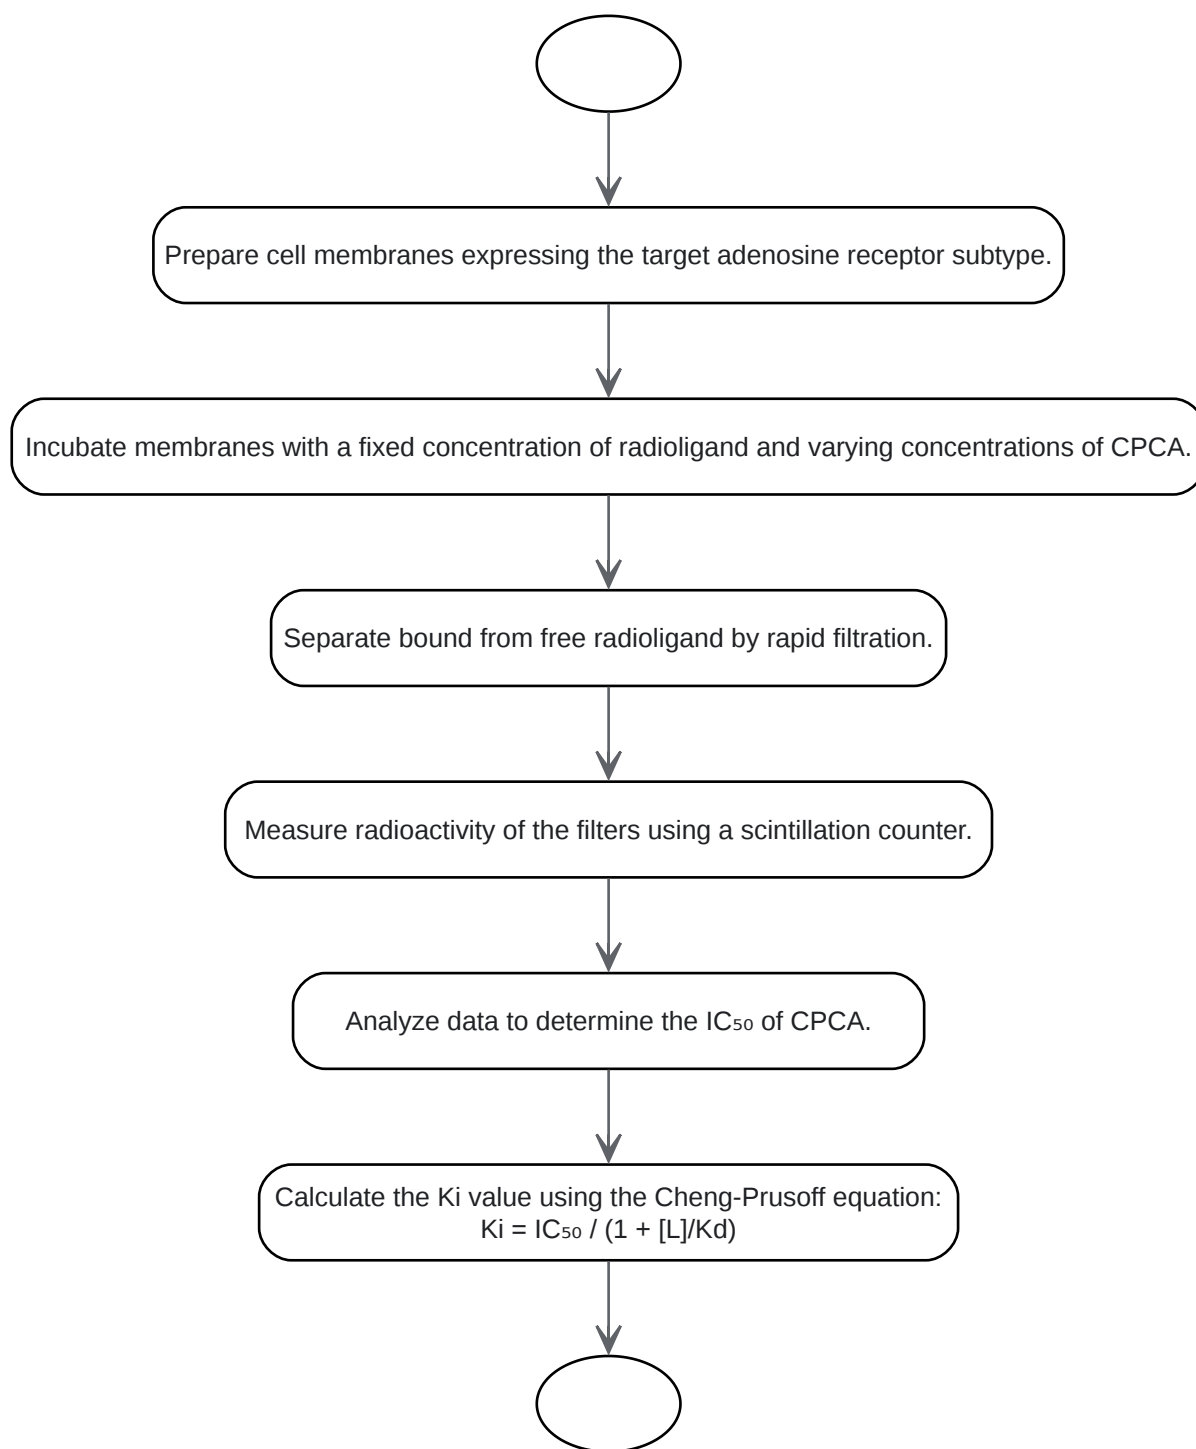 Prepare cell membranes expressing the target adenosine receptor subtype.
Incubate membranes with a fixed concentration of radioligand and varying concentrations of CPCA.
Separate bound from free radioligand by rapid filtration.
Measure radioactivity of the filters using a scintillation counter.
Analyze data to determine the IC₅₀ of CPCA.
Calculate the Ki value using the Cheng-Prusoff equation:
Ki = IC₅₀ / (1 + [L]/Kd)